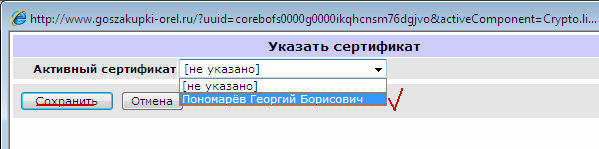 http://www.goszakupki-orel.ru/?uuid=corebofs0000g0000ikqhcnsm76dgjvo&activeComponent=Crypto.li...
Указать сертификат
Активный сертификат [не указано]
[не указано]
Пономарёв Георгий Борисович
Сохранить Отмена